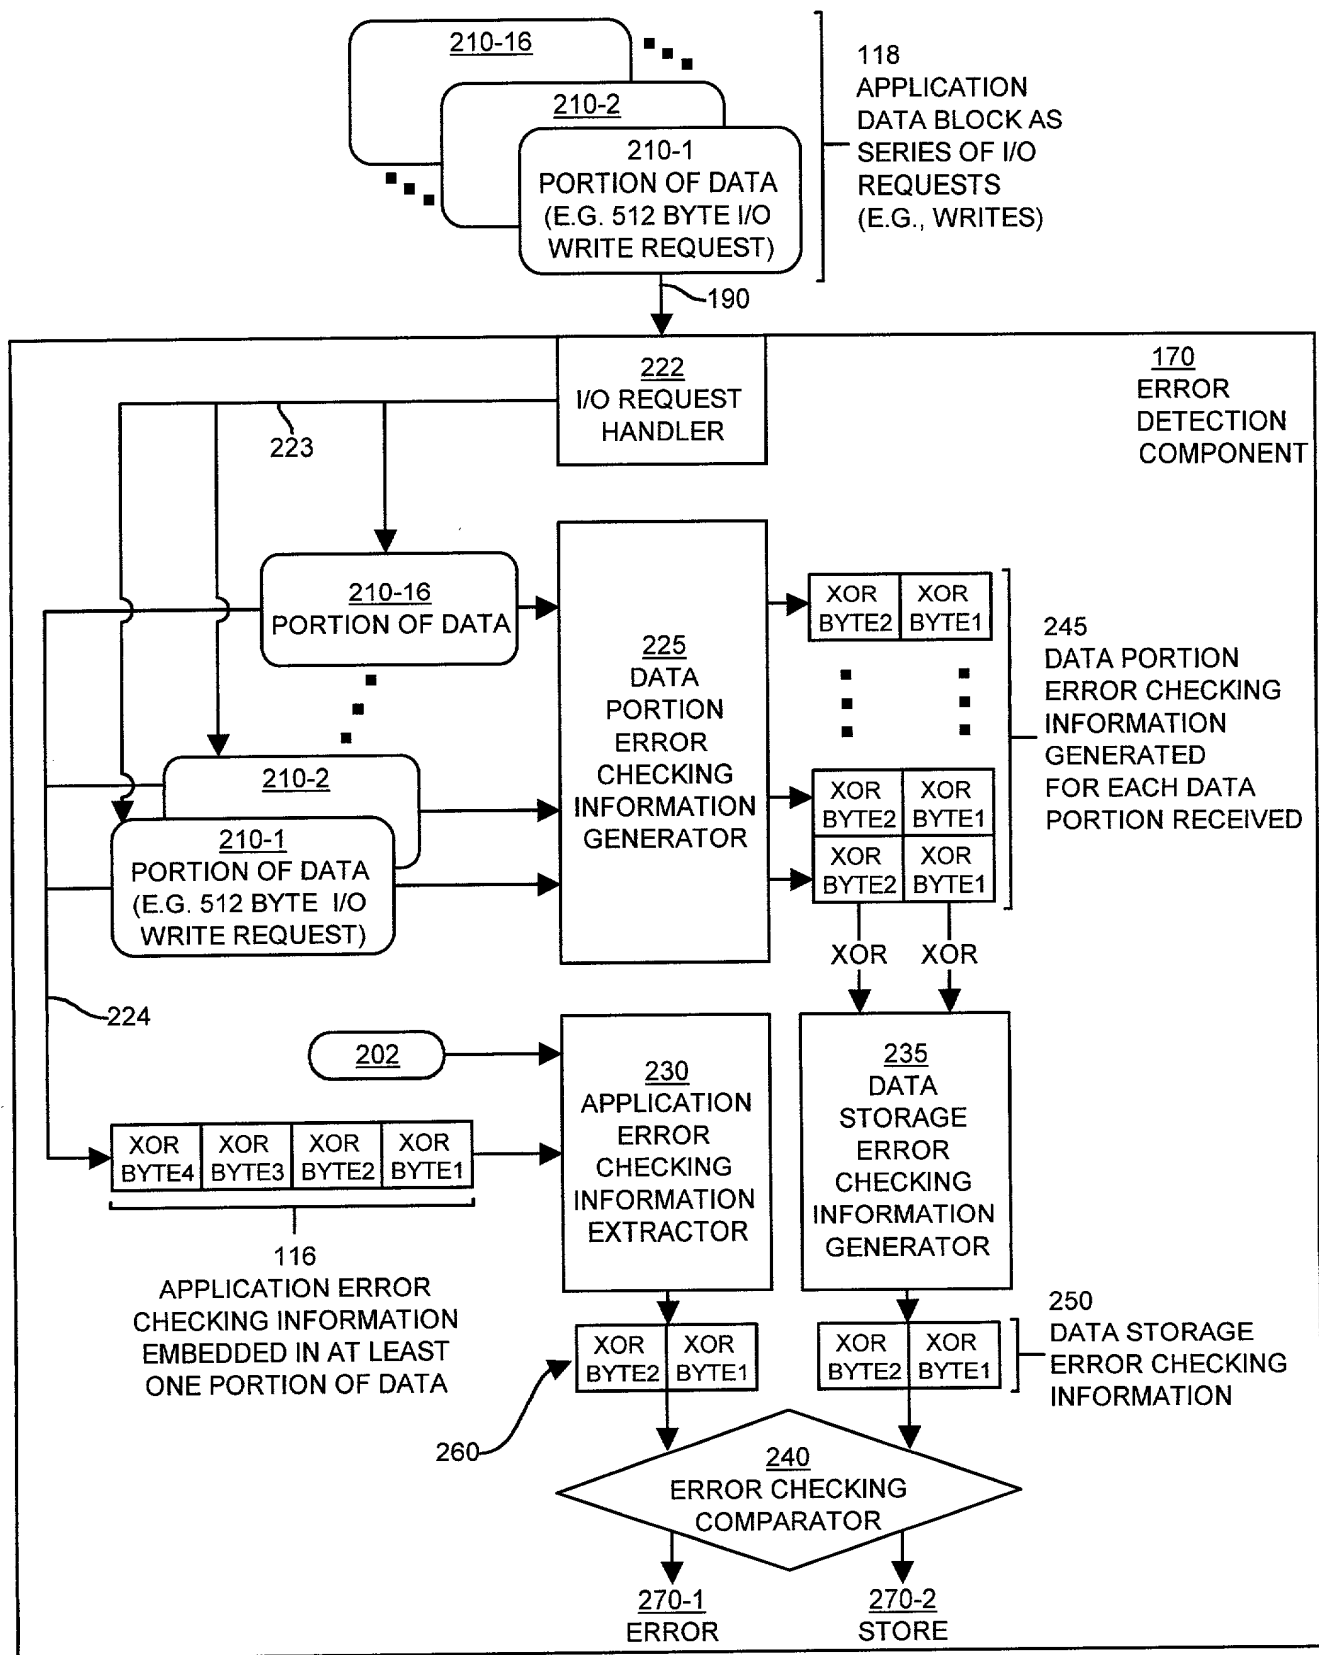 210-16
210-2
210-1
PORTION OF DATA
(E.G. 512 BYTE I/O
WRITE REQUEST)
118
APPLICATION
DATA BLOCK AS
SERIES OF I/O
REQUESTS
(E.G., WRITES)
190
222
I/O REQUEST
HANDLER
170
ERROR
DETECTION
COMPONENT
223
210-16
PORTION OF DATA
210-2
210-1
PORTION OF DATA
(E.G. 512 BYTE I/O
WRITE REQUEST)
225
DATA
PORTION
ERROR
CHECKING
INFORMATION
GENERATOR
XOR XOR
BYTE2 BYTE1
XOR XOR
BYTE2 BYTE1
XOR XOR
BYTE2 BYTE1
245
DATA PORTION
ERROR CHECKING
INFORMATION
GENERATED
FOR EACH DATA
PORTION RECEIVED
XOR XOR
224
202
XOR XOR XOR XOR
BYTE4 BYTE3 BYTE2 BYTE1
116
APPLICATION ERROR
CHECKING INFORMATION
EMBEDDED IN AT LEAST
ONE PORTION OF DATA
230
APPLICATION
ERROR
CHECKING
INFORMATION
EXTRACTOR
235
DATA
STORAGE
ERROR
CHECKING
INFORMATION
GENERATOR
XOR XOR
BYTE2 BYTE1
260
XOR XOR
BYTE2 BYTE1
250
DATA STORAGE
ERROR CHECKING
INFORMATION
240
ERROR CHECKING
COMPARATOR
270-1
ERROR
270-2
STORE